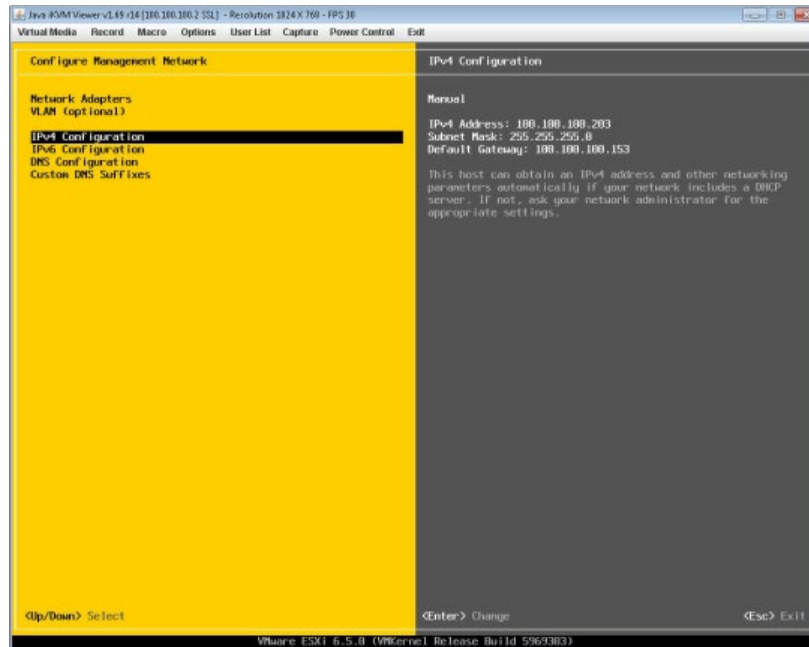 Java iKVM Viewer v1.69 r14 [100.100.100.2 SSL] - Resolution 1024 X 768 - FPS 30
Virtual Media Record Macro Options User List Capture Power Control Exit
Configure Management Network
Network Adapters
VLAN (optional)
IPv4 Configuration
IPv6 Configuration
DNS Configuration
Custom DNS Suffixes
<Up/Down> Select
IPv4 Configuration
Manual
IPv4 Address: 100.100.100.203
Subnet Mask: 255.255.255.0
Default Gateway: 100.100.100.153
This host can obtain an IPv4 address and other networking
parameters automatically if your network includes a DHCP
server. If not, ask your network administrator for the
appropriate settings.
<Enter> Change
<Esc> Exit
VMware ESXi 6.5.0 (VMKernel Release Build 5969303)